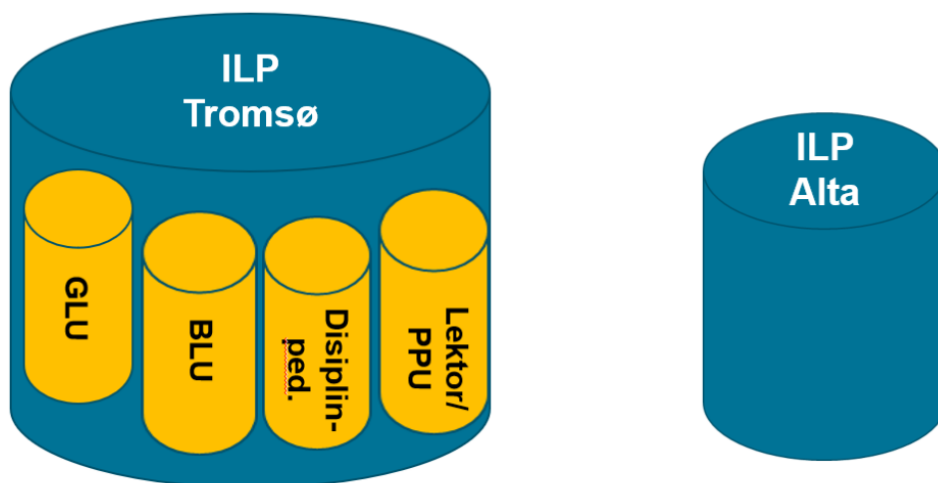 ILP
Tromsø
GLU
BLU
Disiplin-
ped.
Lektor/
PPU
ILP
Alta